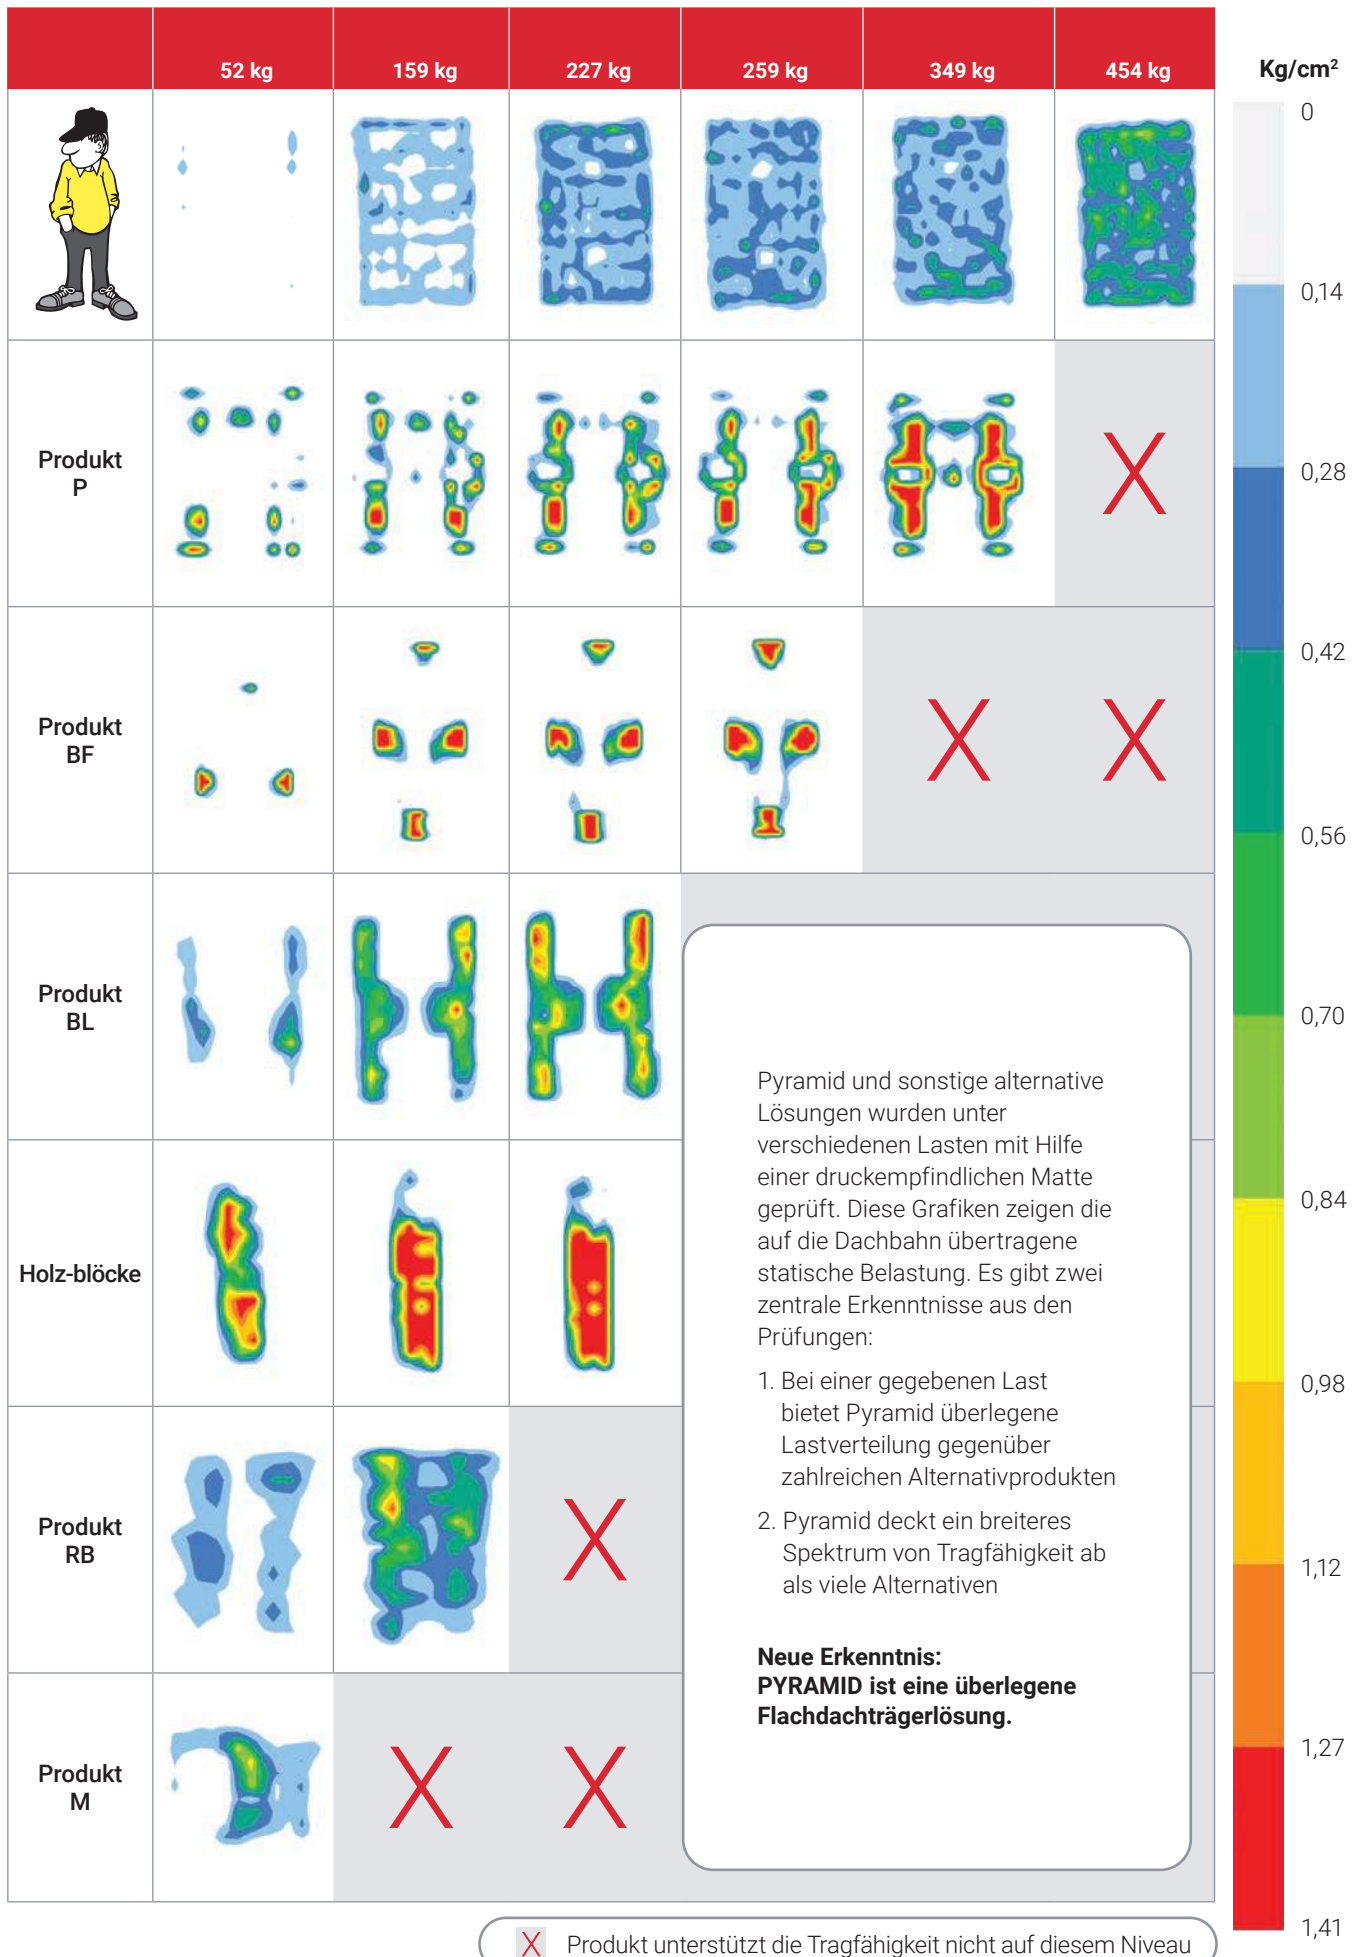 52 kg 159 kg 227 kg 259 kg 349 kg 454 kg
Kg/cm²
0
0,14
0,28
0,42
0,56
0,70
0,84
0,98
1,12
1,27
1,41
Produkt
P
X
Produkt
BF
X X
Produkt
BL
Holz-blöcke
Produkt
RB
X
Produkt
M
X X
Pyramid und sonstige alternative
Lösungen wurden unter
verschiedenen Lasten mit Hilfe
einer druckempfindlichen Matte
geprüft. Diese Grafiken zeigen die
auf die Dachbahn übertragene
statische Belastung. Es gibt zwei
zentrale Erkenntnisse aus den
Prüfungen:
1. Bei einer gegebenen Last
bietet Pyramid überlegene
Lastverteilung gegenüber
zahlreichen Alternativprodukten
2. Pyramid deckt ein breiteres
Spektrum von Tragfähigkeit ab
als viele Alternativen
Neue Erkenntnis:
PYRAMID ist eine überlegene
Flachdachträgerlösung.
X Produkt unterstützt die Tragfähigkeit nicht auf diesem Niveau